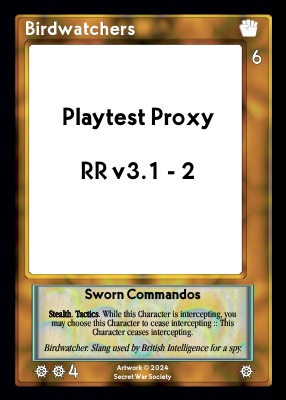 Birdwatchers
6
Playtest Proxy
RR v3.1 - 2
Sworn Commandos
Stealth. Tactics. While this Character is intercepting, you
may choose this Character to cease intercepting :: This
Character ceases intercepting.
Birdwatcher. Slang used by British Intelligence for a spy.
4
Artwork © 2024
Secret War Society